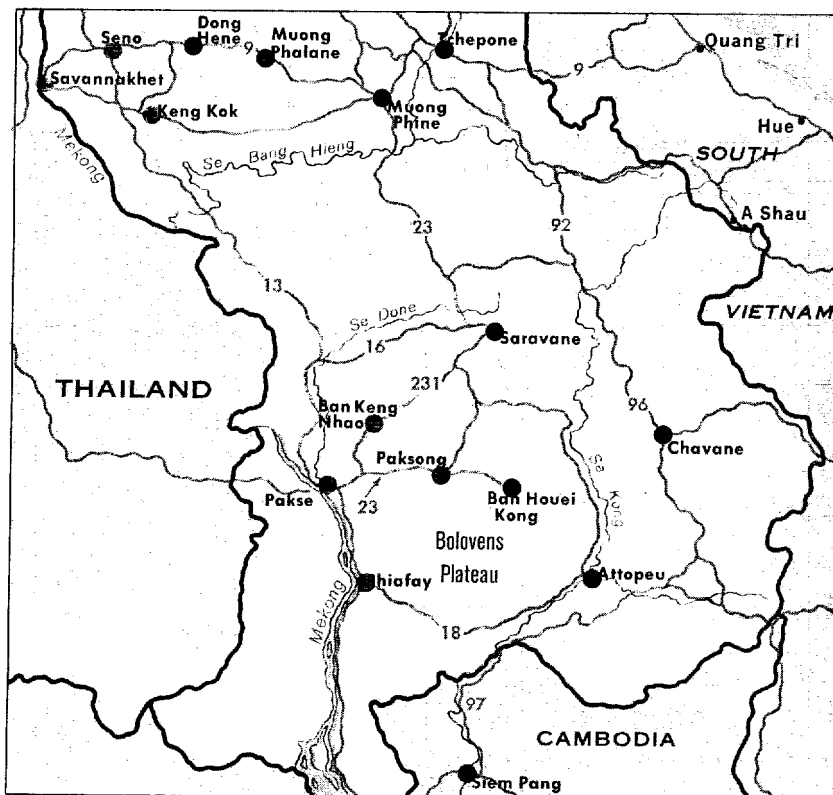 Dong
Hene
Muong
Phalane
Seno
Tchepone
Quang Tri
9
9
Savannakhet
Keng Kok
Muong
Phine
Hue
Mekong
Se Bang Hieng
SOUTH
A Shau
23
92
13
VIETNAM
Se Done
16
Saravane
THAILAND
231
Ban Keng
Nhao
96
Chavane
Paksong
Se Kong
Pakse
23
Ban Houei
Kong
Bolovens
Plateau
Attopeu
Mekong
18
97
CAMBODIA
Siem Pang